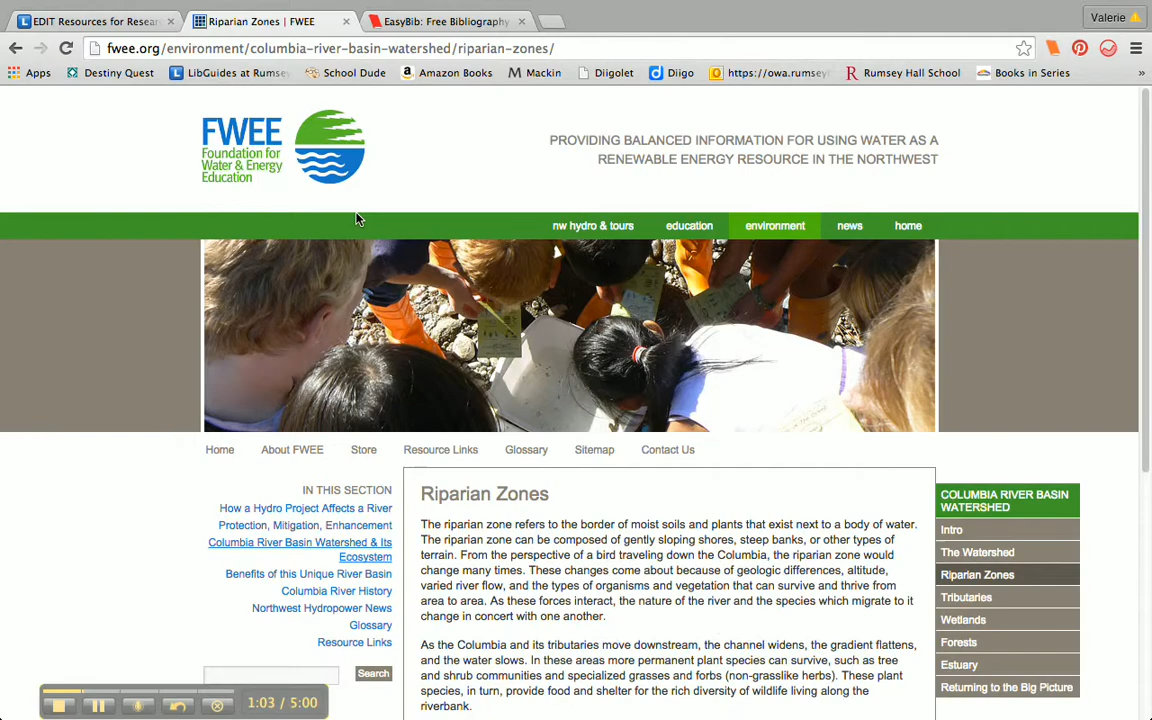 EDIT Resources for Resear
Riparian Zones | FWEE
EasyBib: Free Bibliography
Valerie
fwee.org/environment/columbia-river-basin-watershed/riparian-zones/
Apps
Destiny Quest
LibGuides at Rumse
School Dude
Amazon Books
Mackin
Diigolet
Diigo
https://owa.rumsey
Rumsey Hall School
Books in Series
»
FWEE
Foundation for
Water & Energy
Education
PROVIDING BALANCED INFORMATION FOR USING WATER AS A
RENEWABLE ENERGY RESOURCE IN THE NORTHWEST
nw hydro & tours
education
environment
news
home
Home
About FWEE
Store
Resource Links
Glossary
Sitemap
Contact Us
IN THIS SECTION
How a Hydro Project Affects a River
Protection, Mitigation, Enhancement
Columbia River Basin Watershed & Its
Ecosystem
Benefits of this Unique River Basin
Columbia River History
Northwest Hydropower News
Glossary
Resource Links
Search
Riparian Zones
The riparian zone refers to the border of moist soils and plants that exist next to a body of water.
The riparian zone can be composed of gently sloping shores, steep banks, or other types of
terrain. From the perspective of a bird traveling down the Columbia, the riparian zone would
change many times. These changes come about because of geologic differences, altitude,
varied river flow, and the types of organisms and vegetation that can survive and thrive from
area to area. As these forces interact, the nature of the river and the species which migrate to it
change in concert with one another.
As the Columbia and its tributaries move downstream, the channel widens, the gradient flattens,
and the water slows. In these areas more permanent plant species can survive, such as tree
and shrub communities and specialized grasses and forbs (non-grasslike herbs). These plant
species, in turn, provide food and shelter for the rich diversity of wildlife living along the
riverbank.
COLUMBIA RIVER BASIN
WATERSHED
Intro
The Watershed
Riparian Zones
Tributaries
Wetlands
Forests
Estuary
Returning to the Big Picture
1:03 / 5:00